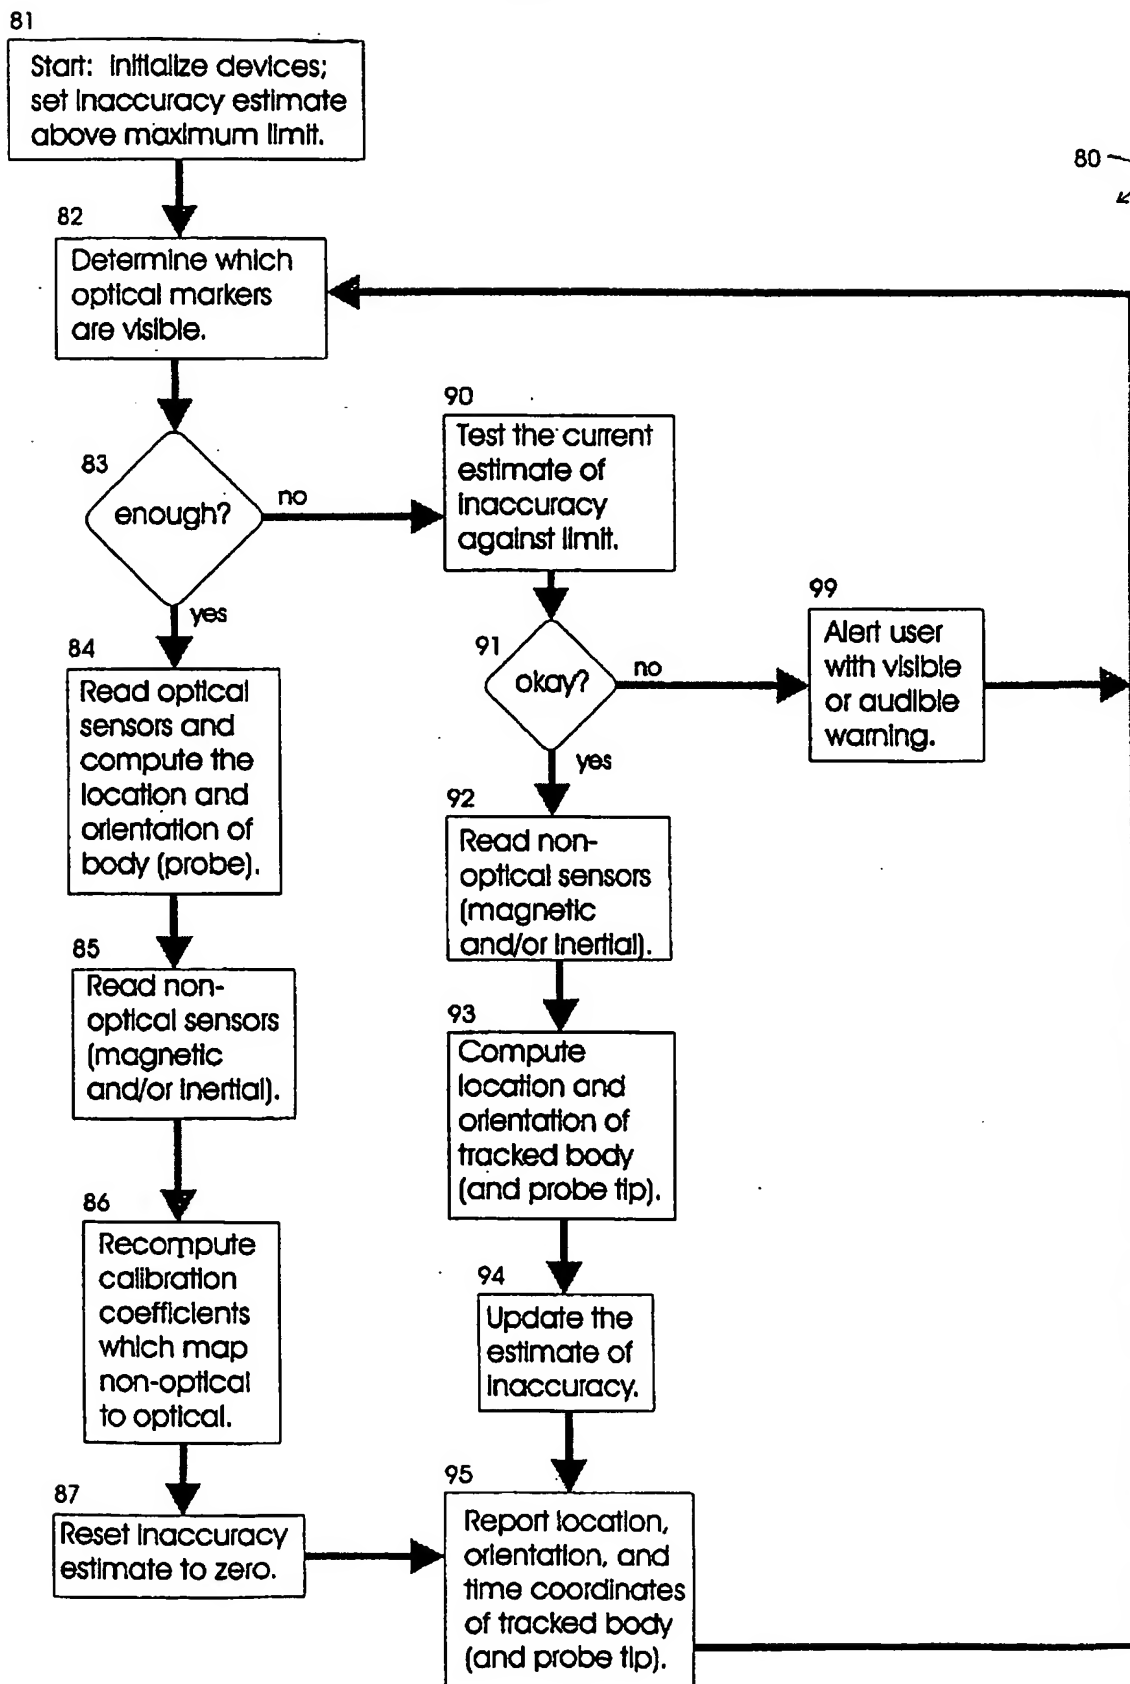 81
Start: initialize devices;
set inaccuracy estimate
above maximum limit.
80
82
Determine which
optical markers
are visible.
83
enough?
no
yes
90
Test the current
estimate of
inaccuracy
against limit.
91
okay?
no
yes
99
Alert user
with visible
or audible
warning.
84
Read optical
sensors and
compute the
location and
orientation of
body (probe).
92
Read non-
optical sensors
(magnetic
and/or inertial).
85
Read non-
optical sensors
(magnetic
and/or inertial).
93
Compute
location and
orientation of
tracked body
(and probe tip).
86
Recompute
calibration
coefficients
which map
non-optical
to optical.
94
Update the
estimate of
inaccuracy.
87
Reset inaccuracy
estimate to zero.
95
Report location,
orientation, and
time coordinates
of tracked body
(and probe tip).